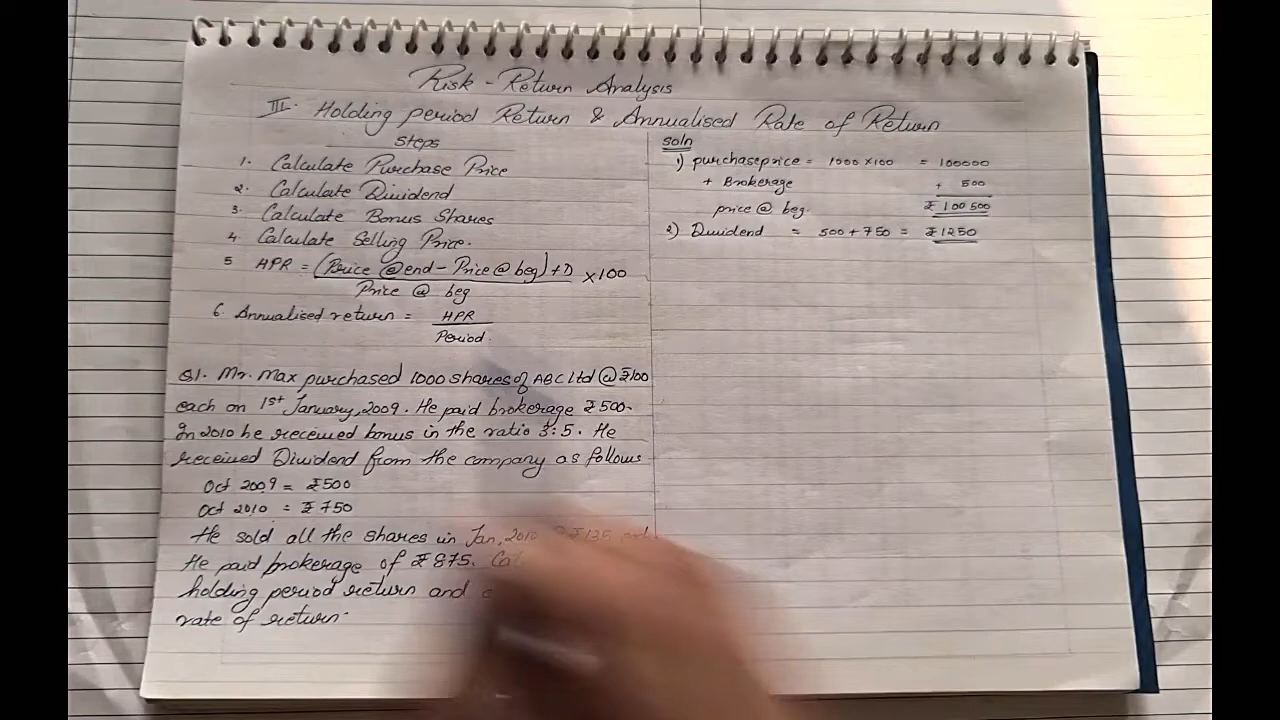 Risk - Return Analysis
III. Holding period Return & Annualised Rate of Return
Steps
1. Calculate Purchase Price
2. Calculate Dividend
3. Calculate Bonus Shares
4. Calculate Selling Price.
5 HPR = (Price @ end - Price @ beg) + D × 100
Price @ beg
6. Annualised return = HPR
Period.
Q1. Mr. Max purchased 1000 shares of ABC Ltd @ ₹100
each on 1st January, 2009. He paid brokerage ₹500.
In 2010 he received bonus in the ratio 3:5. He
received Dividend from the company as follows
Oct 2009 = ₹500
Oct 2010 = ₹750
He sold all the shares in Jan, 2010 ₹135
He paid brokerage of ₹875.
holding period return and
rate of return.
Soln
1) purchase price = 1000 × 100 = 100000
+ Brokerage + 500
price @ beg. ₹100500
2) Dividend = 500 + 750 = ₹1250